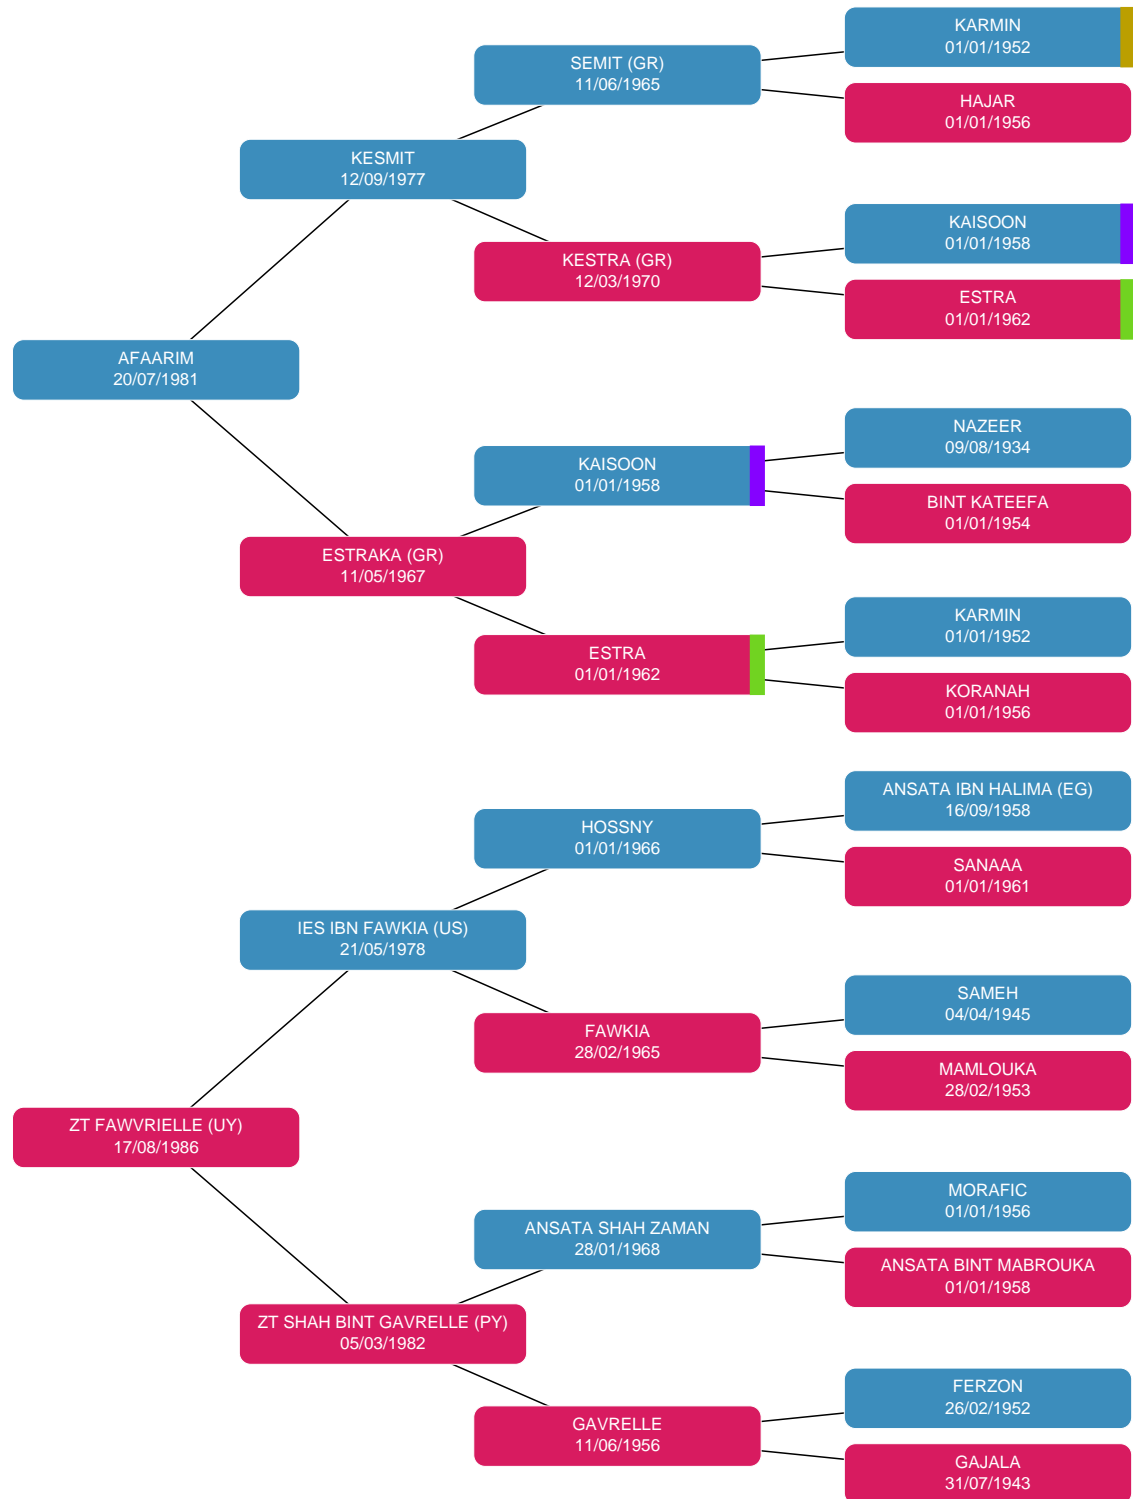 KARMIN
01/01/1952
SEMIT (GR)
11/06/1965
HAJAR
01/01/1956
KESMIT
12/09/1977
KAISOON
01/01/1958
KESTRA (GR)
12/03/1970
ESTRA
01/01/1962
AFAARIM
20/07/1981
NAZEER
09/08/1934
KAISOON
01/01/1958
BINT KATEEFA
01/01/1954
ESTRAKA (GR)
11/05/1967
KARMIN
01/01/1952
ESTRA
01/01/1962
KORANAH
01/01/1956
ANSATA IBN HALIMA (EG)
16/09/1958
HOSSNY
01/01/1966
SANAAA
01/01/1961
IES IBN FAWKIA (US)
21/05/1978
SAMEH
04/04/1945
FAWKIA
28/02/1965
MAMLOUKA
28/02/1953
ZT FAWVRIELLE (UY)
17/08/1986
MORAFIC
01/01/1956
ANSATA SHAH ZAMAN
28/01/1968
ANSATA BINT MABROUKA
01/01/1958
ZT SHAH BINT GAVRELLE (PY)
05/03/1982
FERZON
26/02/1952
GAVRELLE
11/06/1956
GAJALA
31/07/1943